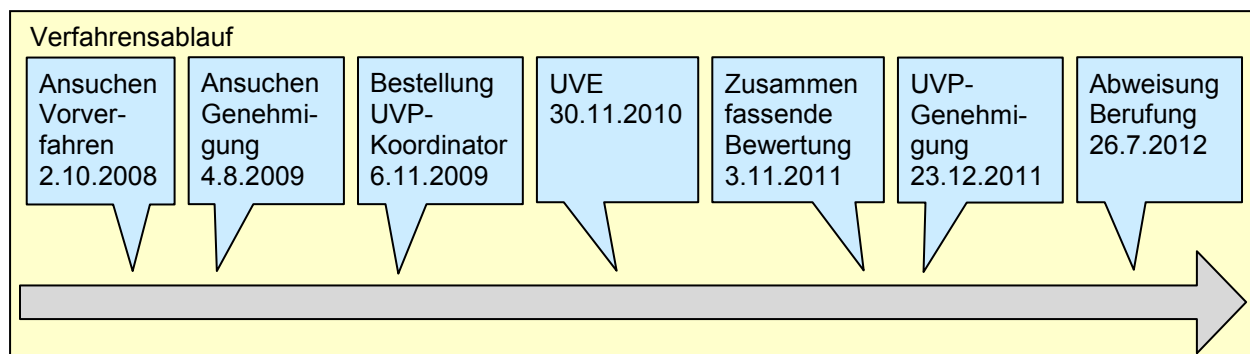 Verfahrensablauf
Ansuchen
Vorver-
fahren
2.10.2008
Ansuchen
Genehmi-
gung
4.8.2009
Bestellung
UVP-
Koordinator
6.11.2009
UVE
30.11.2010
Zusammen
fassende
Bewertung
3.11.2011
UVP-
Genehmi-
gung
23.12.2011
Abweisung
Berufung
26.7.2012